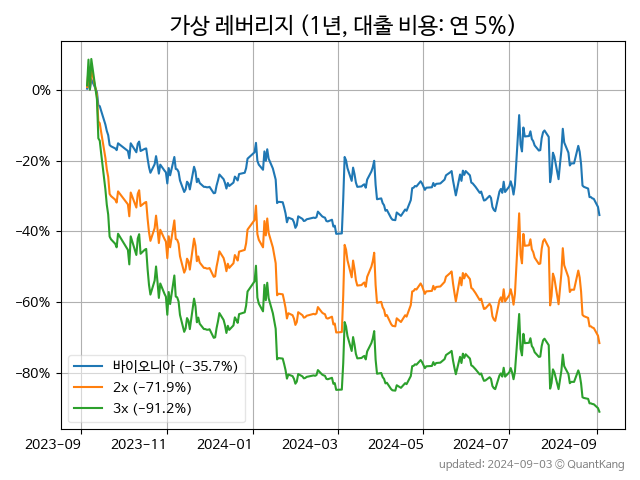 가상 레버리지 (1년, 대출 비용: 연 5%)
0%
−20%
−40%
−60%
−80%
바이오니아 (−35.7%)
2x (−71.9%)
3x (−91.2%)
2023-09 2023-11 2024-01 2024-03 2024-05 2024-07 2024-09
updated: 2024-09-03 © QuantKang